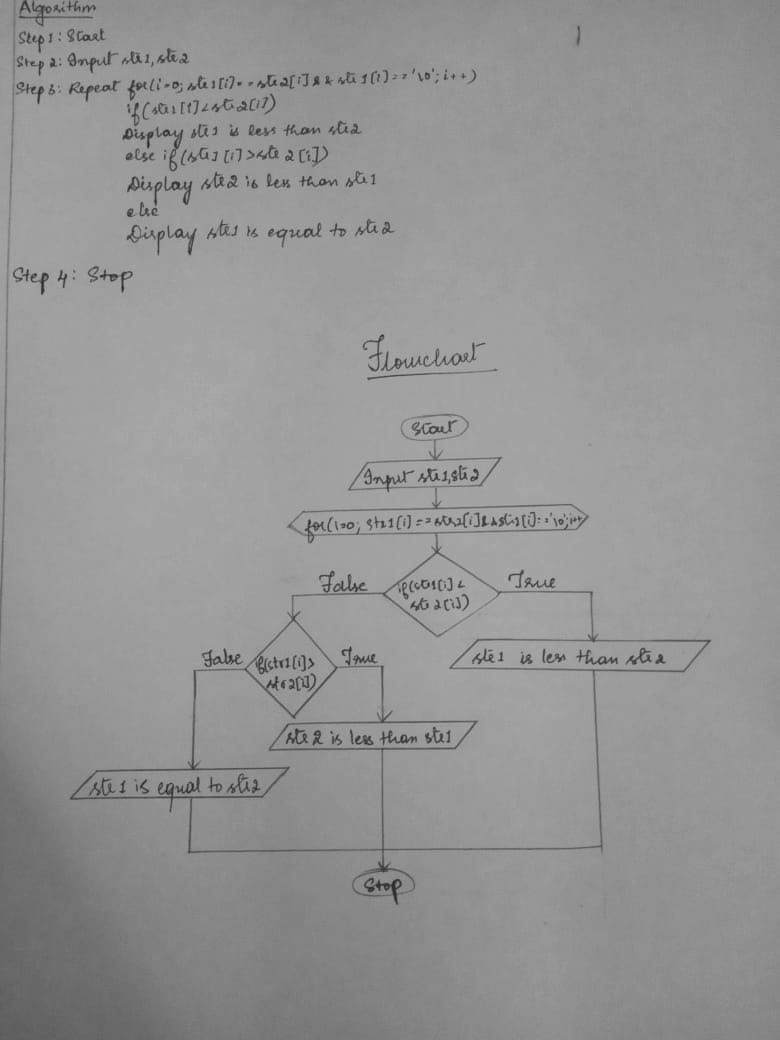 Algorithm
Step 1: Start
Step 2: Input str1, str2
Step 3: Repeat for(i=0; str1[i]==str2[i] && str1[i]=='\0'; i++)
if(str1[i]<str2[i])
Display str1 is less than str2
else if(str1[i]>str2[i])
Display str2 is less than str1
else
Display str1 is equal to str2
Step 4: Stop
Flowchart
Start
Input str1,str2
for(i=0; str1[i]==str2[i]&&str1[i]=='\0';i++
False
if(str1[i]<
str2[i])
True
False
if(str1[i]>
str2[i])
True
str1 is less than str2
str2 is less than str1
str1 is equal to str2
Stop